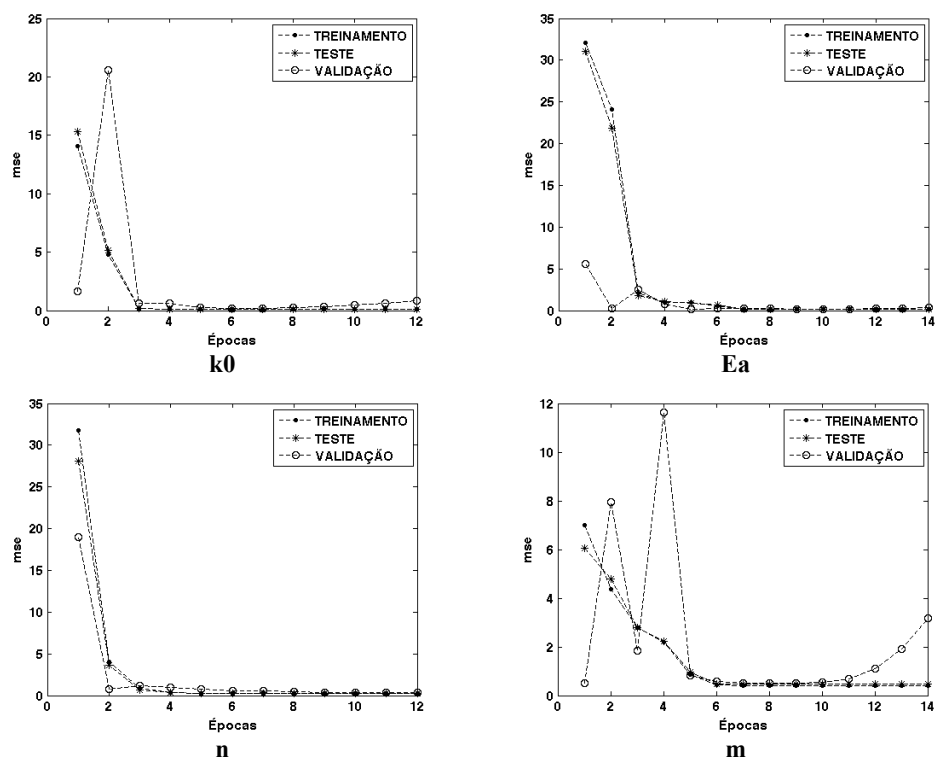 25
20
15
10
5
0
mse
0
2
4
6
8
10
12
Épocas
TREINAMENTO
TESTE
VALIDAÇÃO
k0
35
30
25
20
15
10
5
0
mse
0
2
4
6
8
10
12
14
Épocas
TREINAMENTO
TESTE
VALIDAÇÃO
Ea
35
30
25
20
15
10
5
0
mse
0
2
4
6
8
10
12
Épocas
TREINAMENTO
TESTE
VALIDAÇÃO
n
12
10
8
6
4
2
0
mse
0
2
4
6
8
10
12
14
Épocas
TREINAMENTO
TESTE
VALIDAÇÃO
m